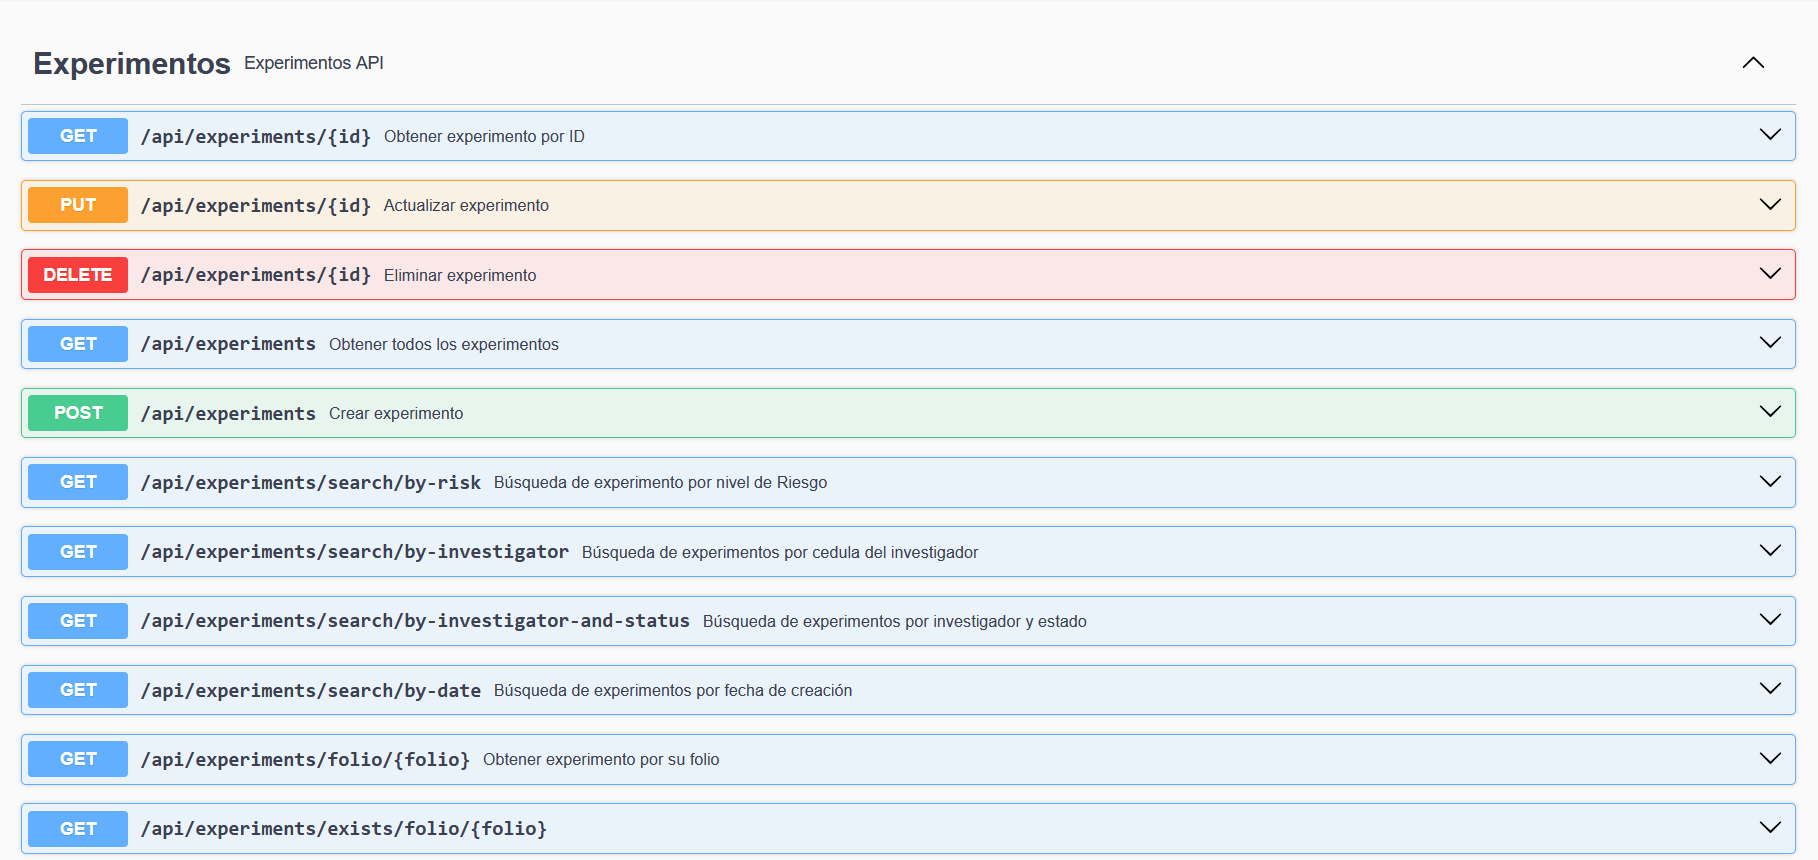 Experimentos Experimentos API
GET /api/experiments/{id} Obtener experimento por ID
PUT /api/experiments/{id} Actualizar experimento
DELETE /api/experiments/{id} Eliminar experimento
GET /api/experiments Obtener todos los experimentos
POST /api/experiments Crear experimento
GET /api/experiments/search/by-risk Búsqueda de experimento por nivel de Riesgo
GET /api/experiments/search/by-investigator Búsqueda de experimentos por cedula del investigador
GET /api/experiments/search/by-investigator-and-status Búsqueda de experimentos por investigador y estado
GET /api/experiments/search/by-date Búsqueda de experimentos por fecha de creación
GET /api/experiments/folio/{folio} Obtener experimento por su folio
GET /api/experiments/exists/folio/{folio}